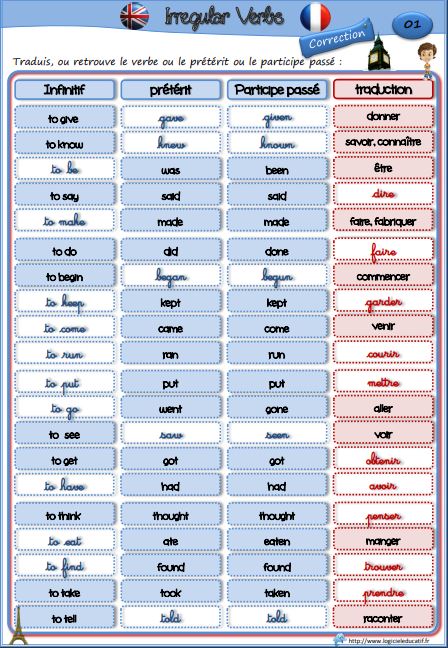 Irregular Verbs
Correction
01
Traduis, ou retrouve le verbe ou le prétérit ou le participe passé :
Infinitif prétérit Participe passé traduction
to give gave given donner
to know knew known savoir, connaître
to be was been être
to say said said dire
to make made made faire, fabriquer
to do did done faire
to begin began begun commencer
to keep kept kept garder
to come came come venir
to run ran run courir
to put put put mettre
to go went gone aller
to see saw seen voir
to get got got obtenir
to have had had avoir
to think thought thought penser
to eat ate eaten manger
to find found found trouver
to take took taken prendre
to tell told told raconter
http://www.logicieleducatif.fr